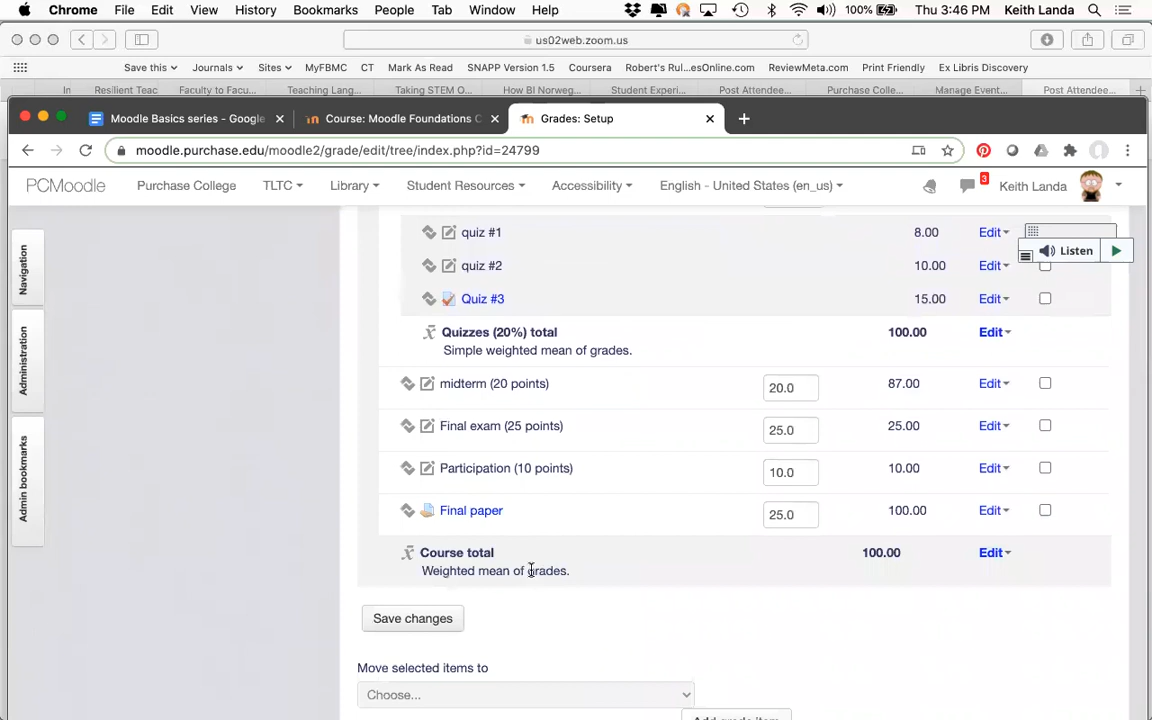 Chrome File Edit View History Bookmarks People Tab Window Help 100% Thu 3:46 PM Keith Landa
us02web.zoom.us
Save this Journals Sites MyFBMC CT Mark As Read SNAPP Version 1.5 Coursera Robert's Rul...esOnline.com ReviewMeta.com Print Friendly Ex Libris Discovery
In Resilient Teac Faculty to Facu... Teaching Lang... Taking STEM O... How BI Norweg... Student Experi... Post Attendee... Purchase Colle... Manage Event... Post Attendee...
Moodle Basics series - Google Course: Moodle Foundations C Grades: Setup
moodle.purchase.edu/moodle2/grade/edit/tree/index.php?id=24799
PCMoodle Purchase College TLTC Library Student Resources Accessibility English - United States (en_us) 3 Keith Landa
quiz #1 8.00 Edit
Listen
quiz #2 10.00 Edit
Quiz #3 15.00 Edit
Quizzes (20%) total 100.00 Edit
Simple weighted mean of grades.
midterm (20 points) 20.0 87.00 Edit
Final exam (25 points) 25.0 25.00 Edit
Participation (10 points) 10.0 10.00 Edit
Final paper 25.0 100.00 Edit
Course total 100.00 Edit
Weighted mean of grades.
Save changes
Move selected items to
Choose...
Add grade item
Navigation
Administration
Admin bookmarks